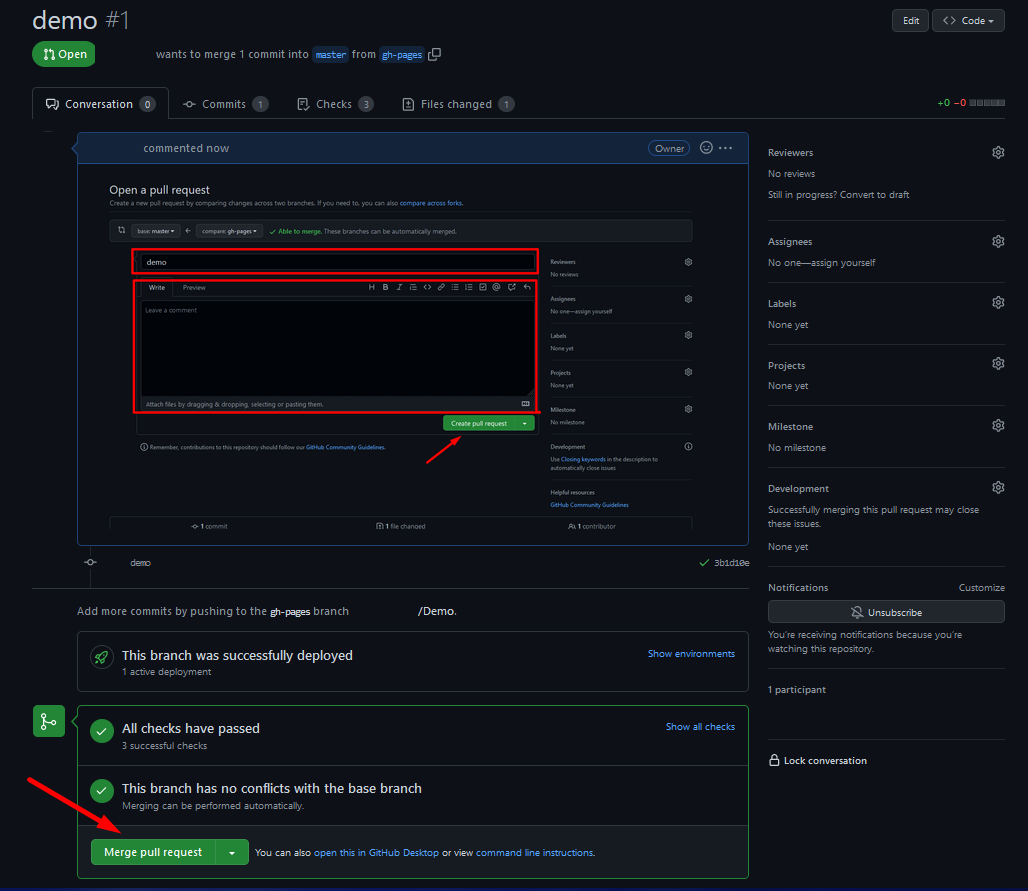 demo #1
Edit
<> Code
Open
wants to merge 1 commit into master from gh-pages
Conversation 0
Commits 1
Checks 3
Files changed 1
+0 −0
commented now
Owner
Open a pull request
Create a new pull request by comparing changes across two branches. If you need to, you can also compare across forks.
base: master
compare: gh-pages
Able to merge. These branches can be automatically merged.
demo
Write
Preview
Leave a comment
Attach files by dragging & dropping, selecting or pasting them.
Create pull request
Remember, contributions to this repository should follow our GitHub Community Guidelines.
Reviewers
No reviews
Assignees
No one—assign yourself
Labels
None yet
Projects
None yet
Milestone
No milestone
Development
Use Closing keywords in the description to
automatically close issues
Helpful resources
GitHub Community Guidelines
1 commit
1 file changed
1 contributor
demo
3b1d10e
Add more commits by pushing to the gh-pages branch /Demo.
This branch was successfully deployed
1 active deployment
Show environments
All checks have passed
3 successful checks
Show all checks
This branch has no conflicts with the base branch
Merging can be performed automatically.
Merge pull request
You can also open this in GitHub Desktop or view command line instructions.
Reviewers
No reviews
Still in progress? Convert to draft
Assignees
No one—assign yourself
Labels
None yet
Projects
None yet
Milestone
No milestone
Development
Successfully merging this pull request may close
these issues.
None yet
Notifications
Customize
Unsubscribe
You're receiving notifications because you're
watching this repository.
1 participant
Lock conversation